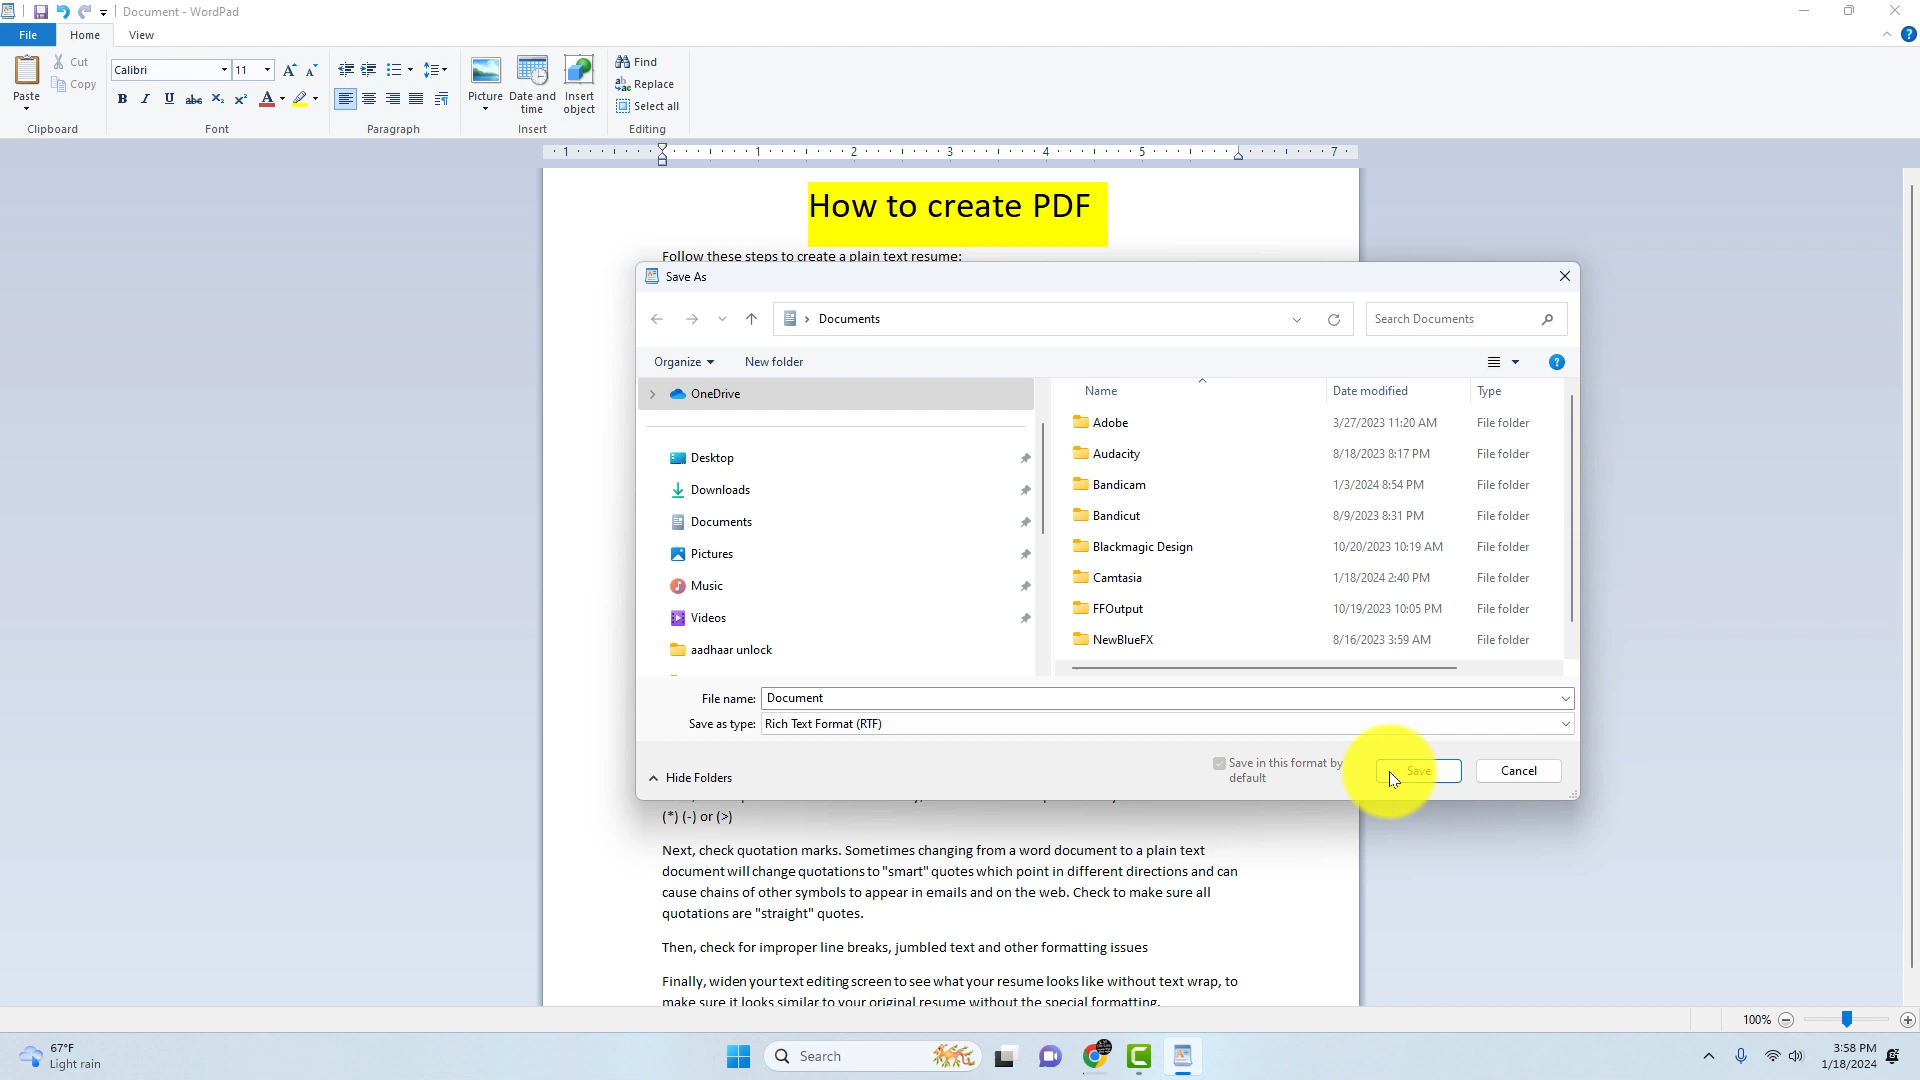 Document - WordPad
File
Home
View
Paste
Cut
Copy
Clipboard
Calibri
11
Font
Paragraph
Picture
Date and
time
Insert
object
Insert
Find
Replace
Select all
Editing
1 1 2 3 4 5 7
How to create PDF
Follow these steps to create a plain text resume:
Save As
Documents
Search Documents
Organize
New folder
OneDrive
Desktop
Downloads
Documents
Pictures
Music
Videos
aadhaar unlock
Name Date modified Type
Adobe 3/27/2023 11:20 AM File folder
Audacity 8/18/2023 8:17 PM File folder
Bandicam 1/3/2024 8:54 PM File folder
Bandicut 8/9/2023 8:31 PM File folder
Blackmagic Design 10/20/2023 10:19 AM File folder
Camtasia 1/18/2024 2:40 PM File folder
FFOutput 10/19/2023 10:05 PM File folder
NewBlueFX 8/16/2023 3:59 AM File folder
File name: Document
Save as type: Rich Text Format (RTF)
Hide Folders
Save in this format by
default
Save
Cancel
(*) (-) or (>)
Next, check quotation marks. Sometimes changing from a word document to a plain text
document will change quotations to "smart" quotes which point in different directions and can
cause chains of other symbols to appear in emails and on the web. Check to make sure all
quotations are "straight" quotes.
Then, check for improper line breaks, jumbled text and other formatting issues
Finally, widen your text editing screen to see what your resume looks like without text wrap, to
make sure it looks similar to your original resume without the special formatting.
100%
67°F
Light rain
Search
3:58 PM
1/18/2024